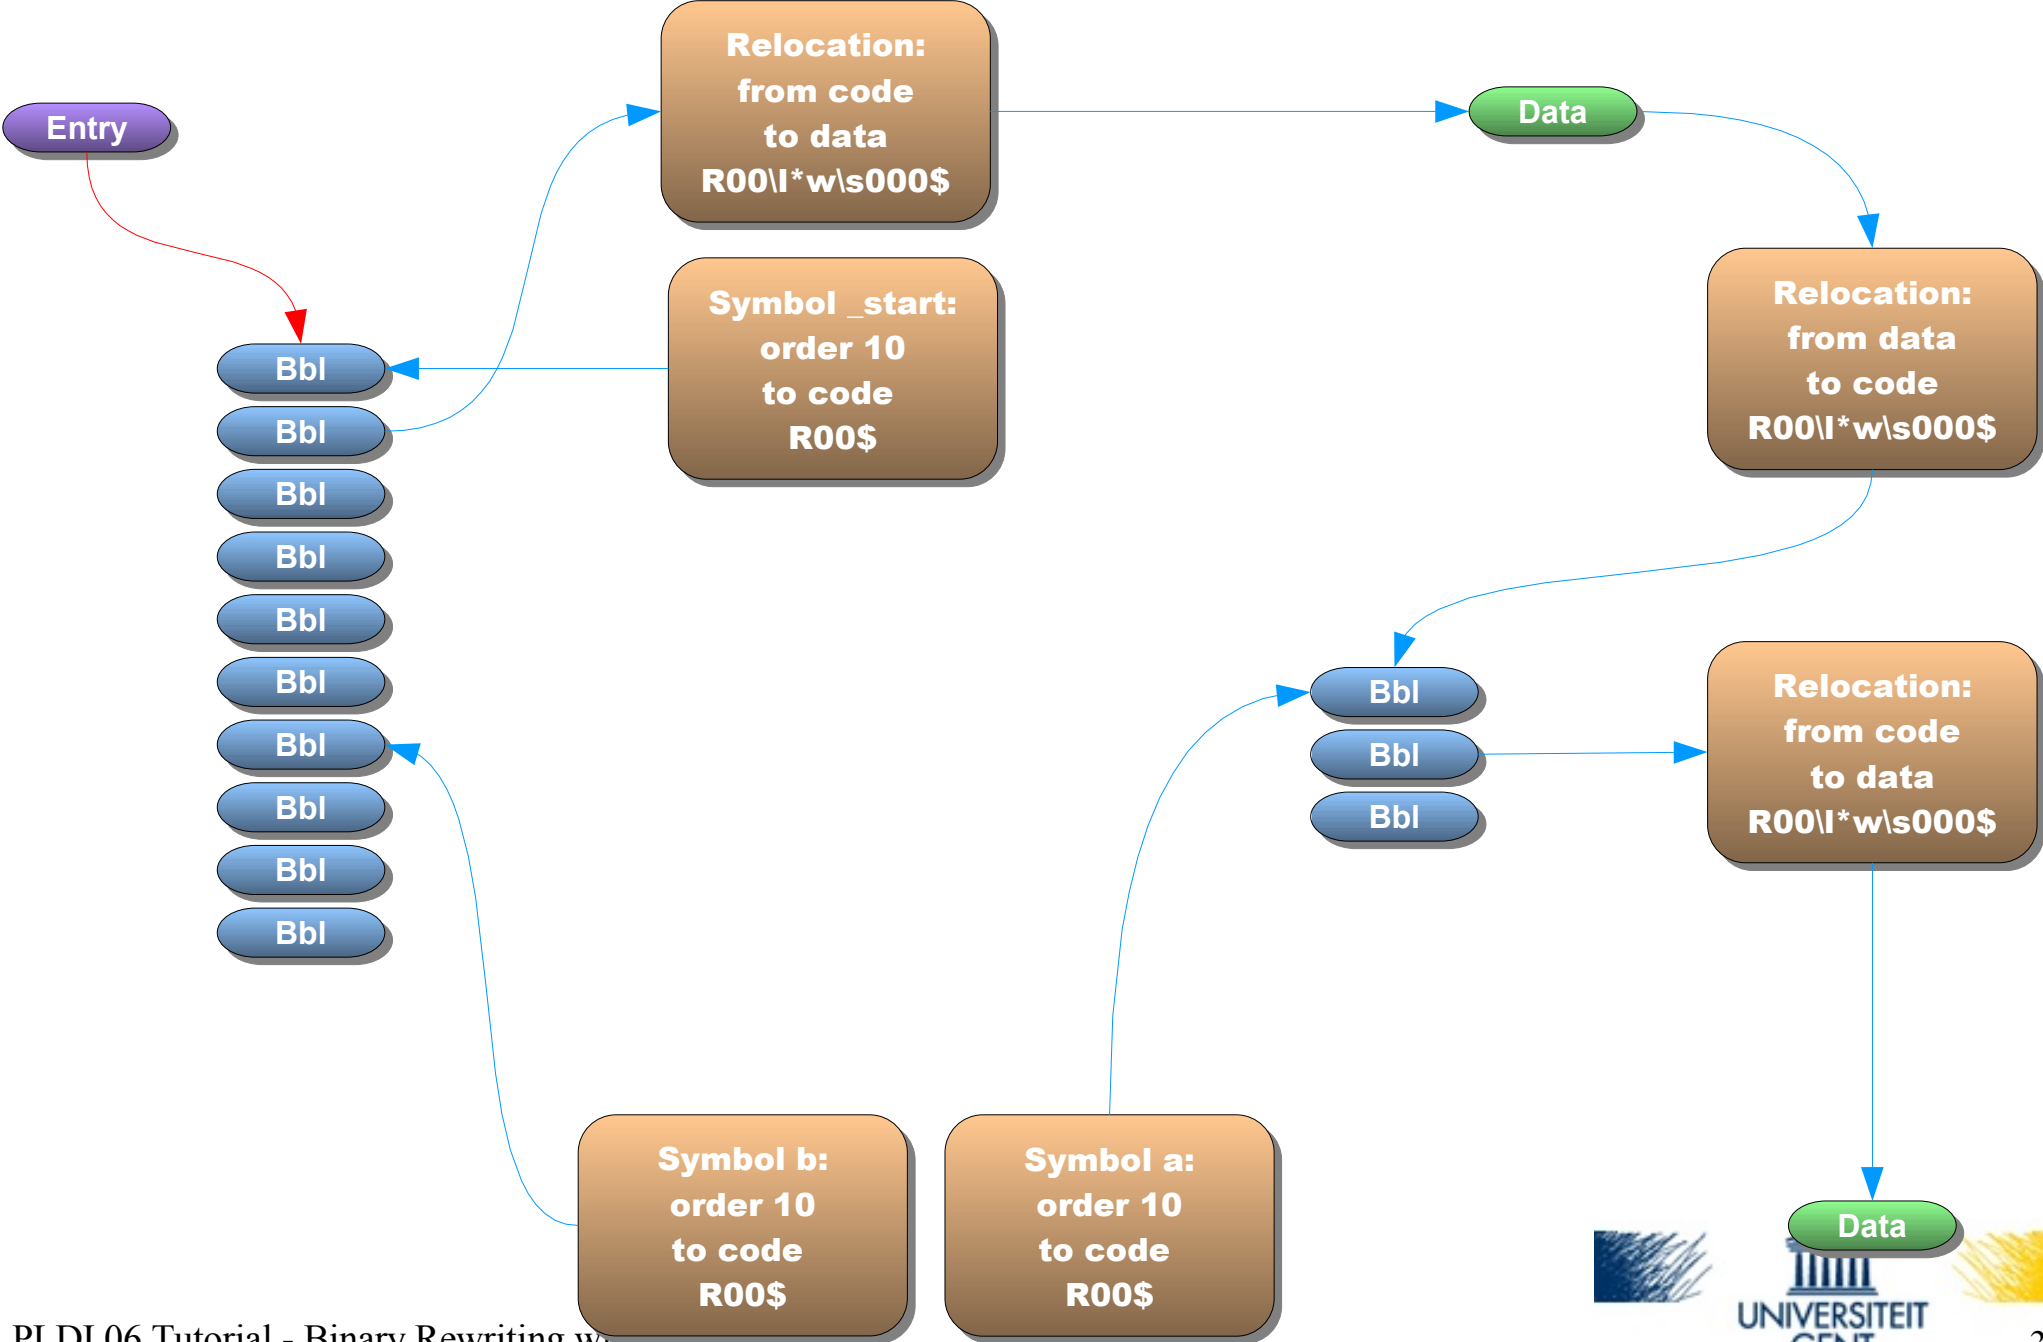 Relocation:
from code
to data
R00\l*w\s000$
Entry
Data
Symbol _start:
order 10
to code
R00$
Relocation:
from data
to code
R00\l*w\s000$
Bbl
Bbl
Bbl
Bbl
Bbl
Bbl
Bbl
Bbl
Bbl
Bbl
Bbl
Bbl
Bbl
Relocation:
from code
to data
R00\l*w\s000$
Symbol b:
order 10
to code
R00$
Symbol a:
order 10
to code
R00$
Data
UNIVERSITEIT
GENT
PLDI 06 Tutorial - Binary Rewriting